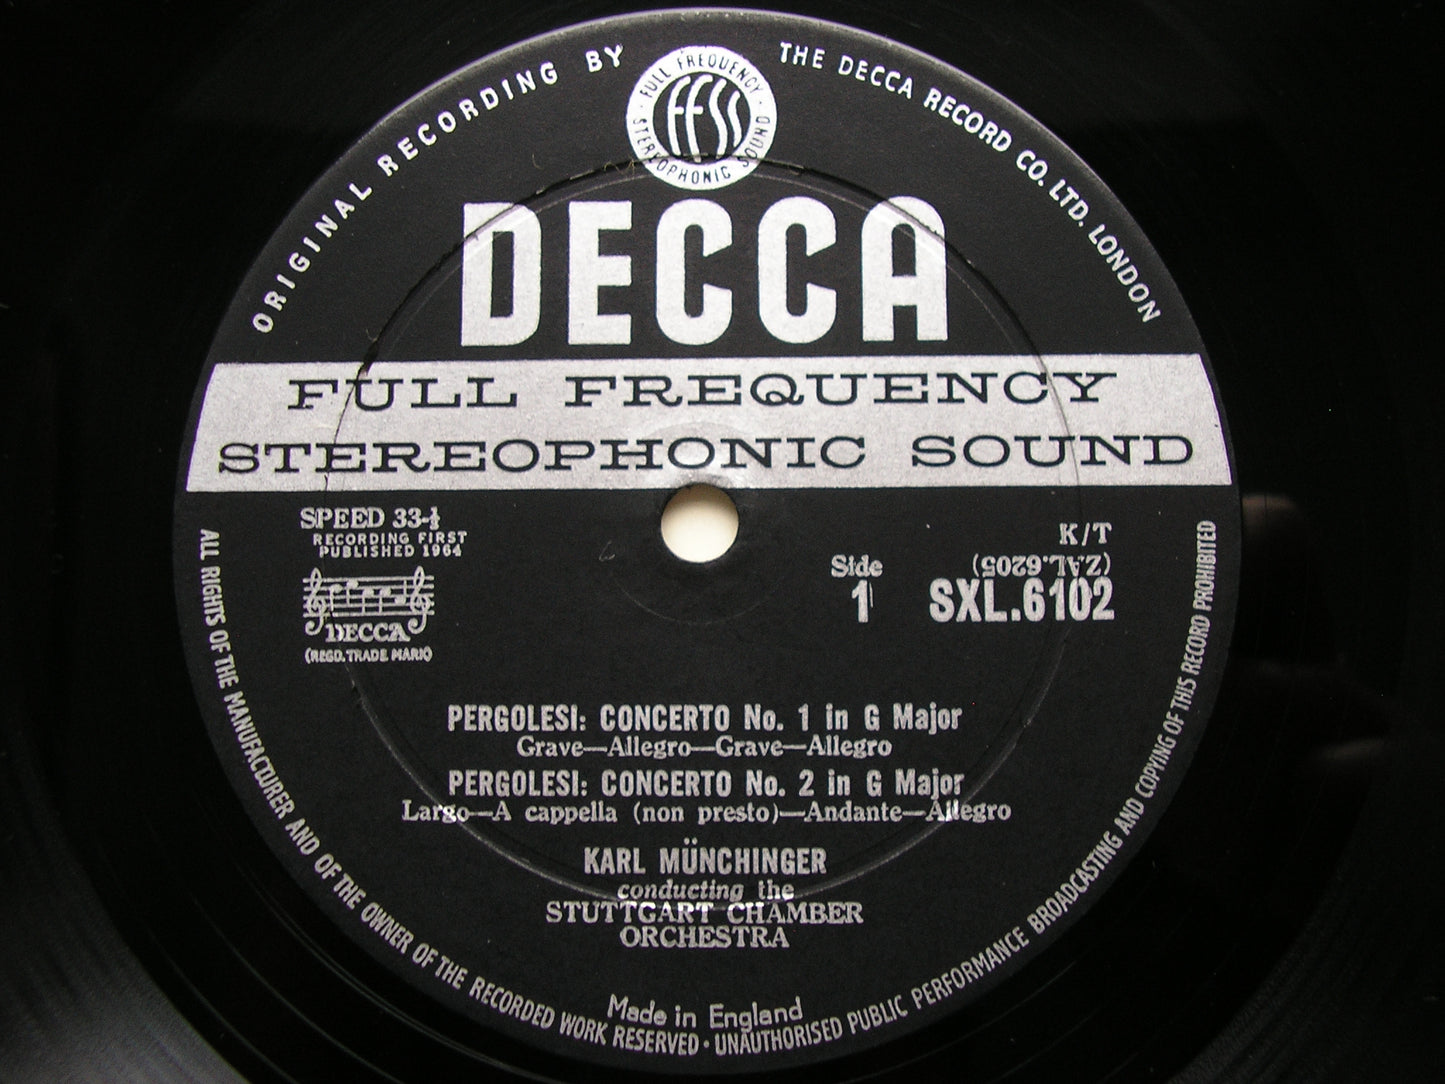 ORIGINAL RECORDING BY THE DECCA RECORD CO. LTD. LONDON
· FULL FREQUENCY · STEREOPHONIC SOUND
FFSS
DECCA
FULL FREQUENCY
STEREOPHONIC SOUND
SPEED 33-⅓
RECORDING FIRST
PUBLISHED 1964
DECCA
(REGD. TRADE MARK)
K/T
(ZAL.6205)
Side
1
SXL.6102
PERGOLESI: CONCERTO No. 1 in G Major
Grave—Allegro—Grave—Allegro
PERGOLESI: CONCERTO No. 2 in G Major
Largo—A cappella (non presto)—Andante—Allegro
KARL MÜNCHINGER
conducting the
STUTTGART CHAMBER
ORCHESTRA
Made in England
ALL RIGHTS OF THE MANUFACTURER AND OF THE OWNER OF THE RECORDED WORK RESERVED · UNAUTHORISED PUBLIC PERFORMANCE BROADCASTING AND COPYING OF THIS RECORD PROHIBITED